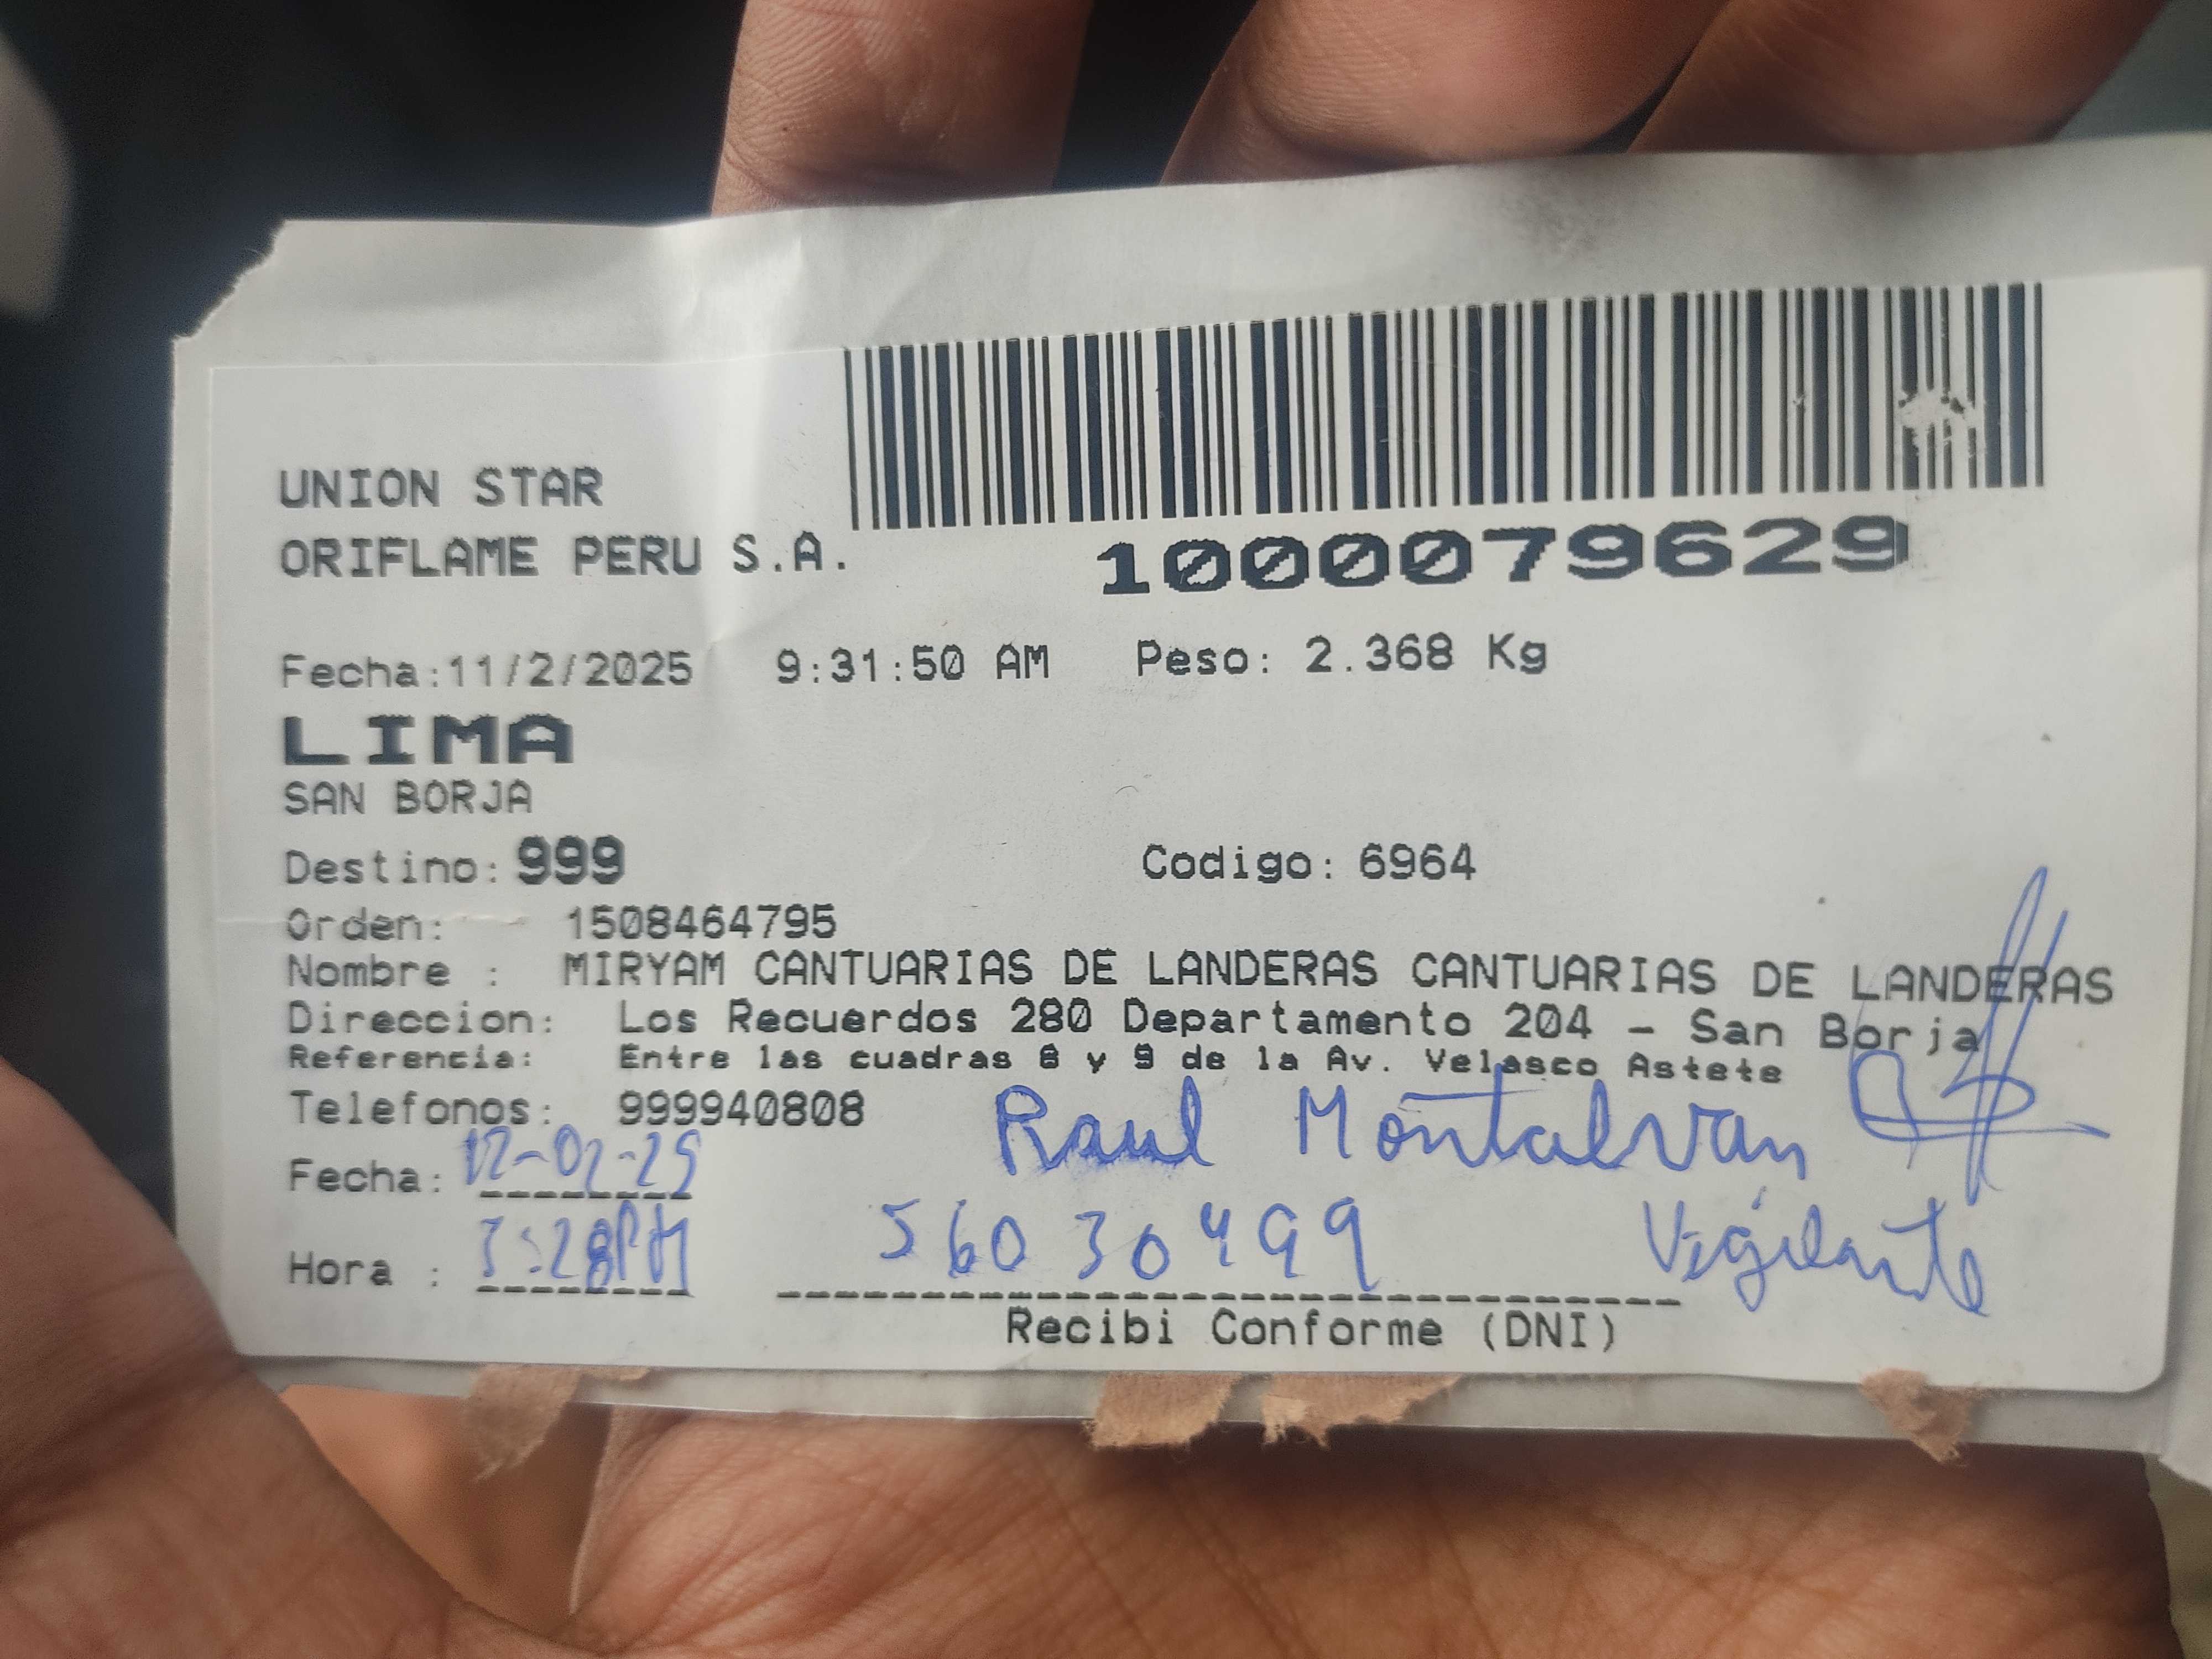 UNION STAR
ORIFLAME PERU S.A.
1000079629
Fecha:11/2/2025 9:31:50 AM Peso: 2.368 Kg
LIMA
SAN BORJA
Destino: 999 Codigo: 6964
Orden: 1508464795
Nombre : MIRYAM CANTUARIAS DE LANDERAS CANTUARIAS DE LANDERAS
Direccion: Los Recuerdos 280 Departamento 204 - San Borja
Referencia: Entre las cuadras 8 y 9 de la Av. Velasco Astete
Telefonos: 999940808
Raul Montalvan
Fecha: 12-02-25
Hora : 3:28PM 56030499 Vigilante
Recibi Conforme (DNI)